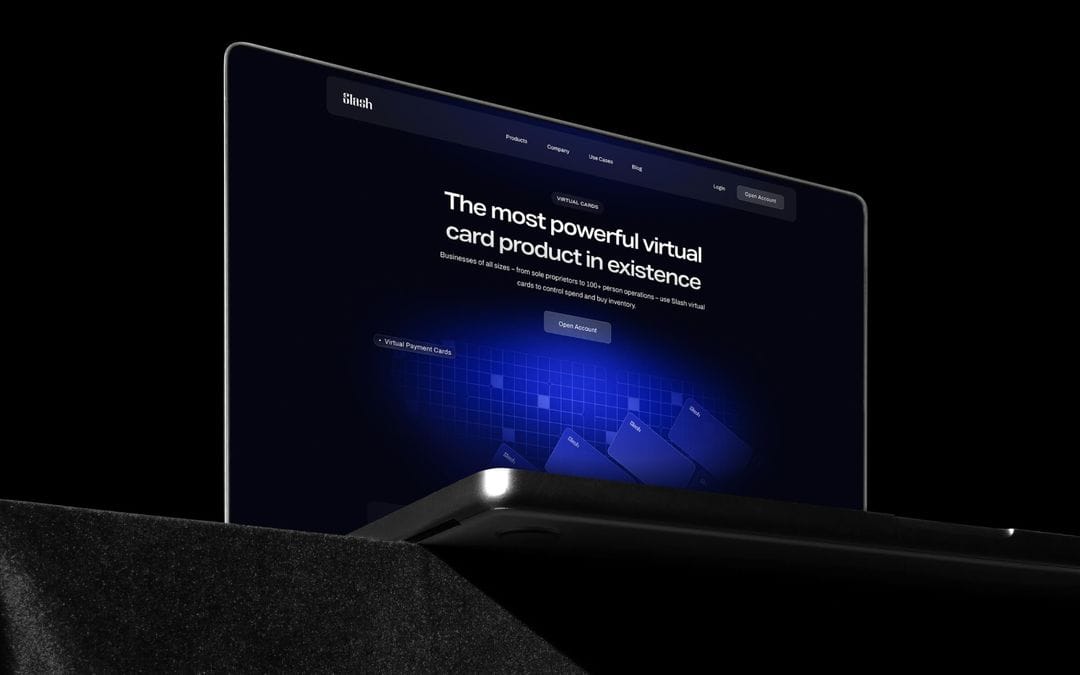 Slash
Products
Company
Use Cases
Blog
Login
Open Account
VIRTUAL CARDS
The most powerful virtual
card product in existence
Businesses of all sizes – from sole proprietors to 100+ person operations – use Slash virtual
cards to control spend and buy inventory.
Open Account
• Virtual Payment Cards
Slash
Slash
Slash
Slash